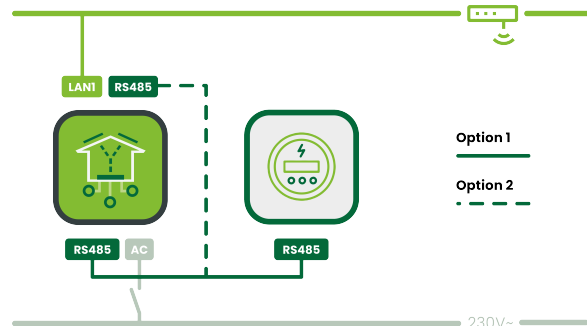 LAN1 RS485
Option 1
Option 2
RS485 AC RS485
230V~